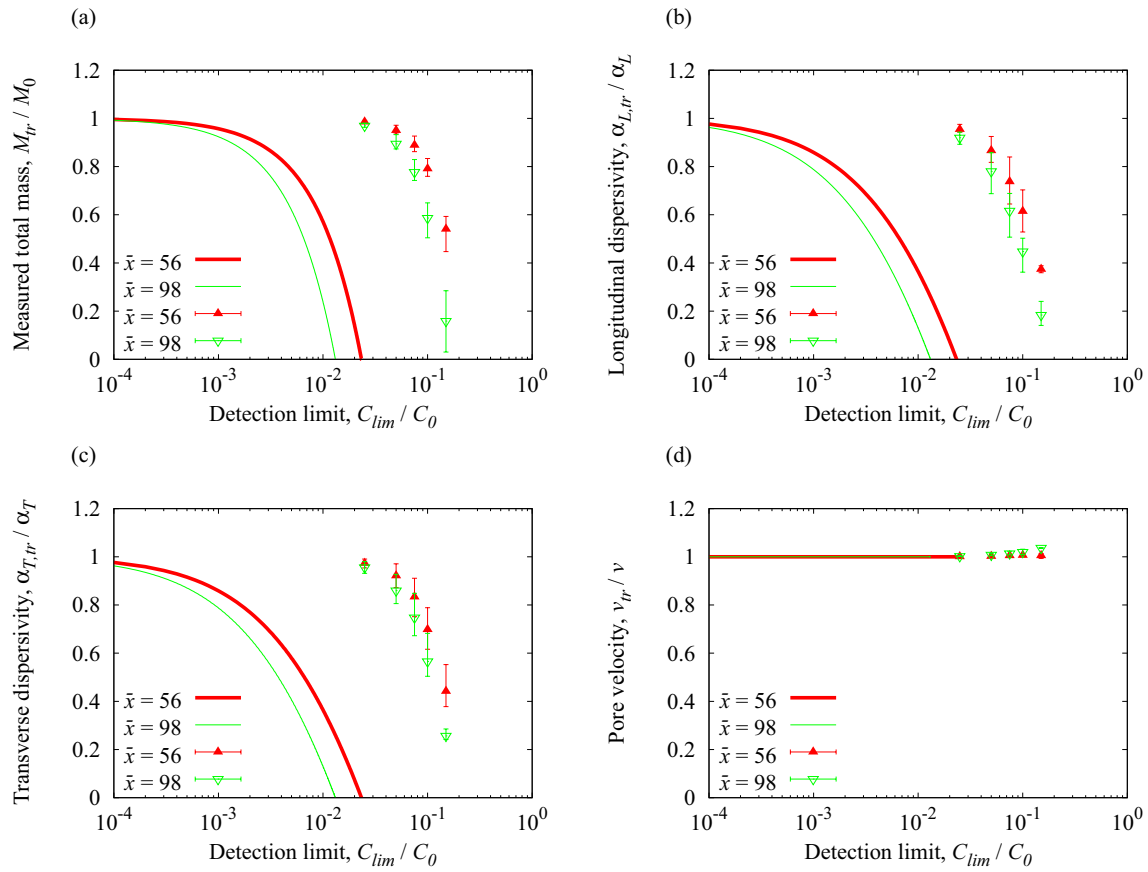 (a)
Measured total mass, M_tr / M_0
1.2
1
0.8
0.6
0.4
0.2
0
x̄ = 56
x̄ = 98
x̄ = 56
x̄ = 98
10^-4
10^-3
10^-2
10^-1
10^0
Detection limit, C_lim / C_0
(b)
Longitudinal dispersivity, α_L,tr / α_L
1.2
1
0.8
0.6
0.4
0.2
0
x̄ = 56
x̄ = 98
x̄ = 56
x̄ = 98
10^-4
10^-3
10^-2
10^-1
10^0
Detection limit, C_lim / C_0
(c)
Transverse dispersivity, α_T,tr / α_T
1.2
1
0.8
0.6
0.4
0.2
0
x̄ = 56
x̄ = 98
x̄ = 56
x̄ = 98
10^-4
10^-3
10^-2
10^-1
10^0
Detection limit, C_lim / C_0
(d)
Pore velocity, v_tr / v
1.2
1
0.8
0.6
0.4
0.2
0
x̄ = 56
x̄ = 98
x̄ = 56
x̄ = 98
10^-4
10^-3
10^-2
10^-1
10^0
Detection limit, C_lim / C_0